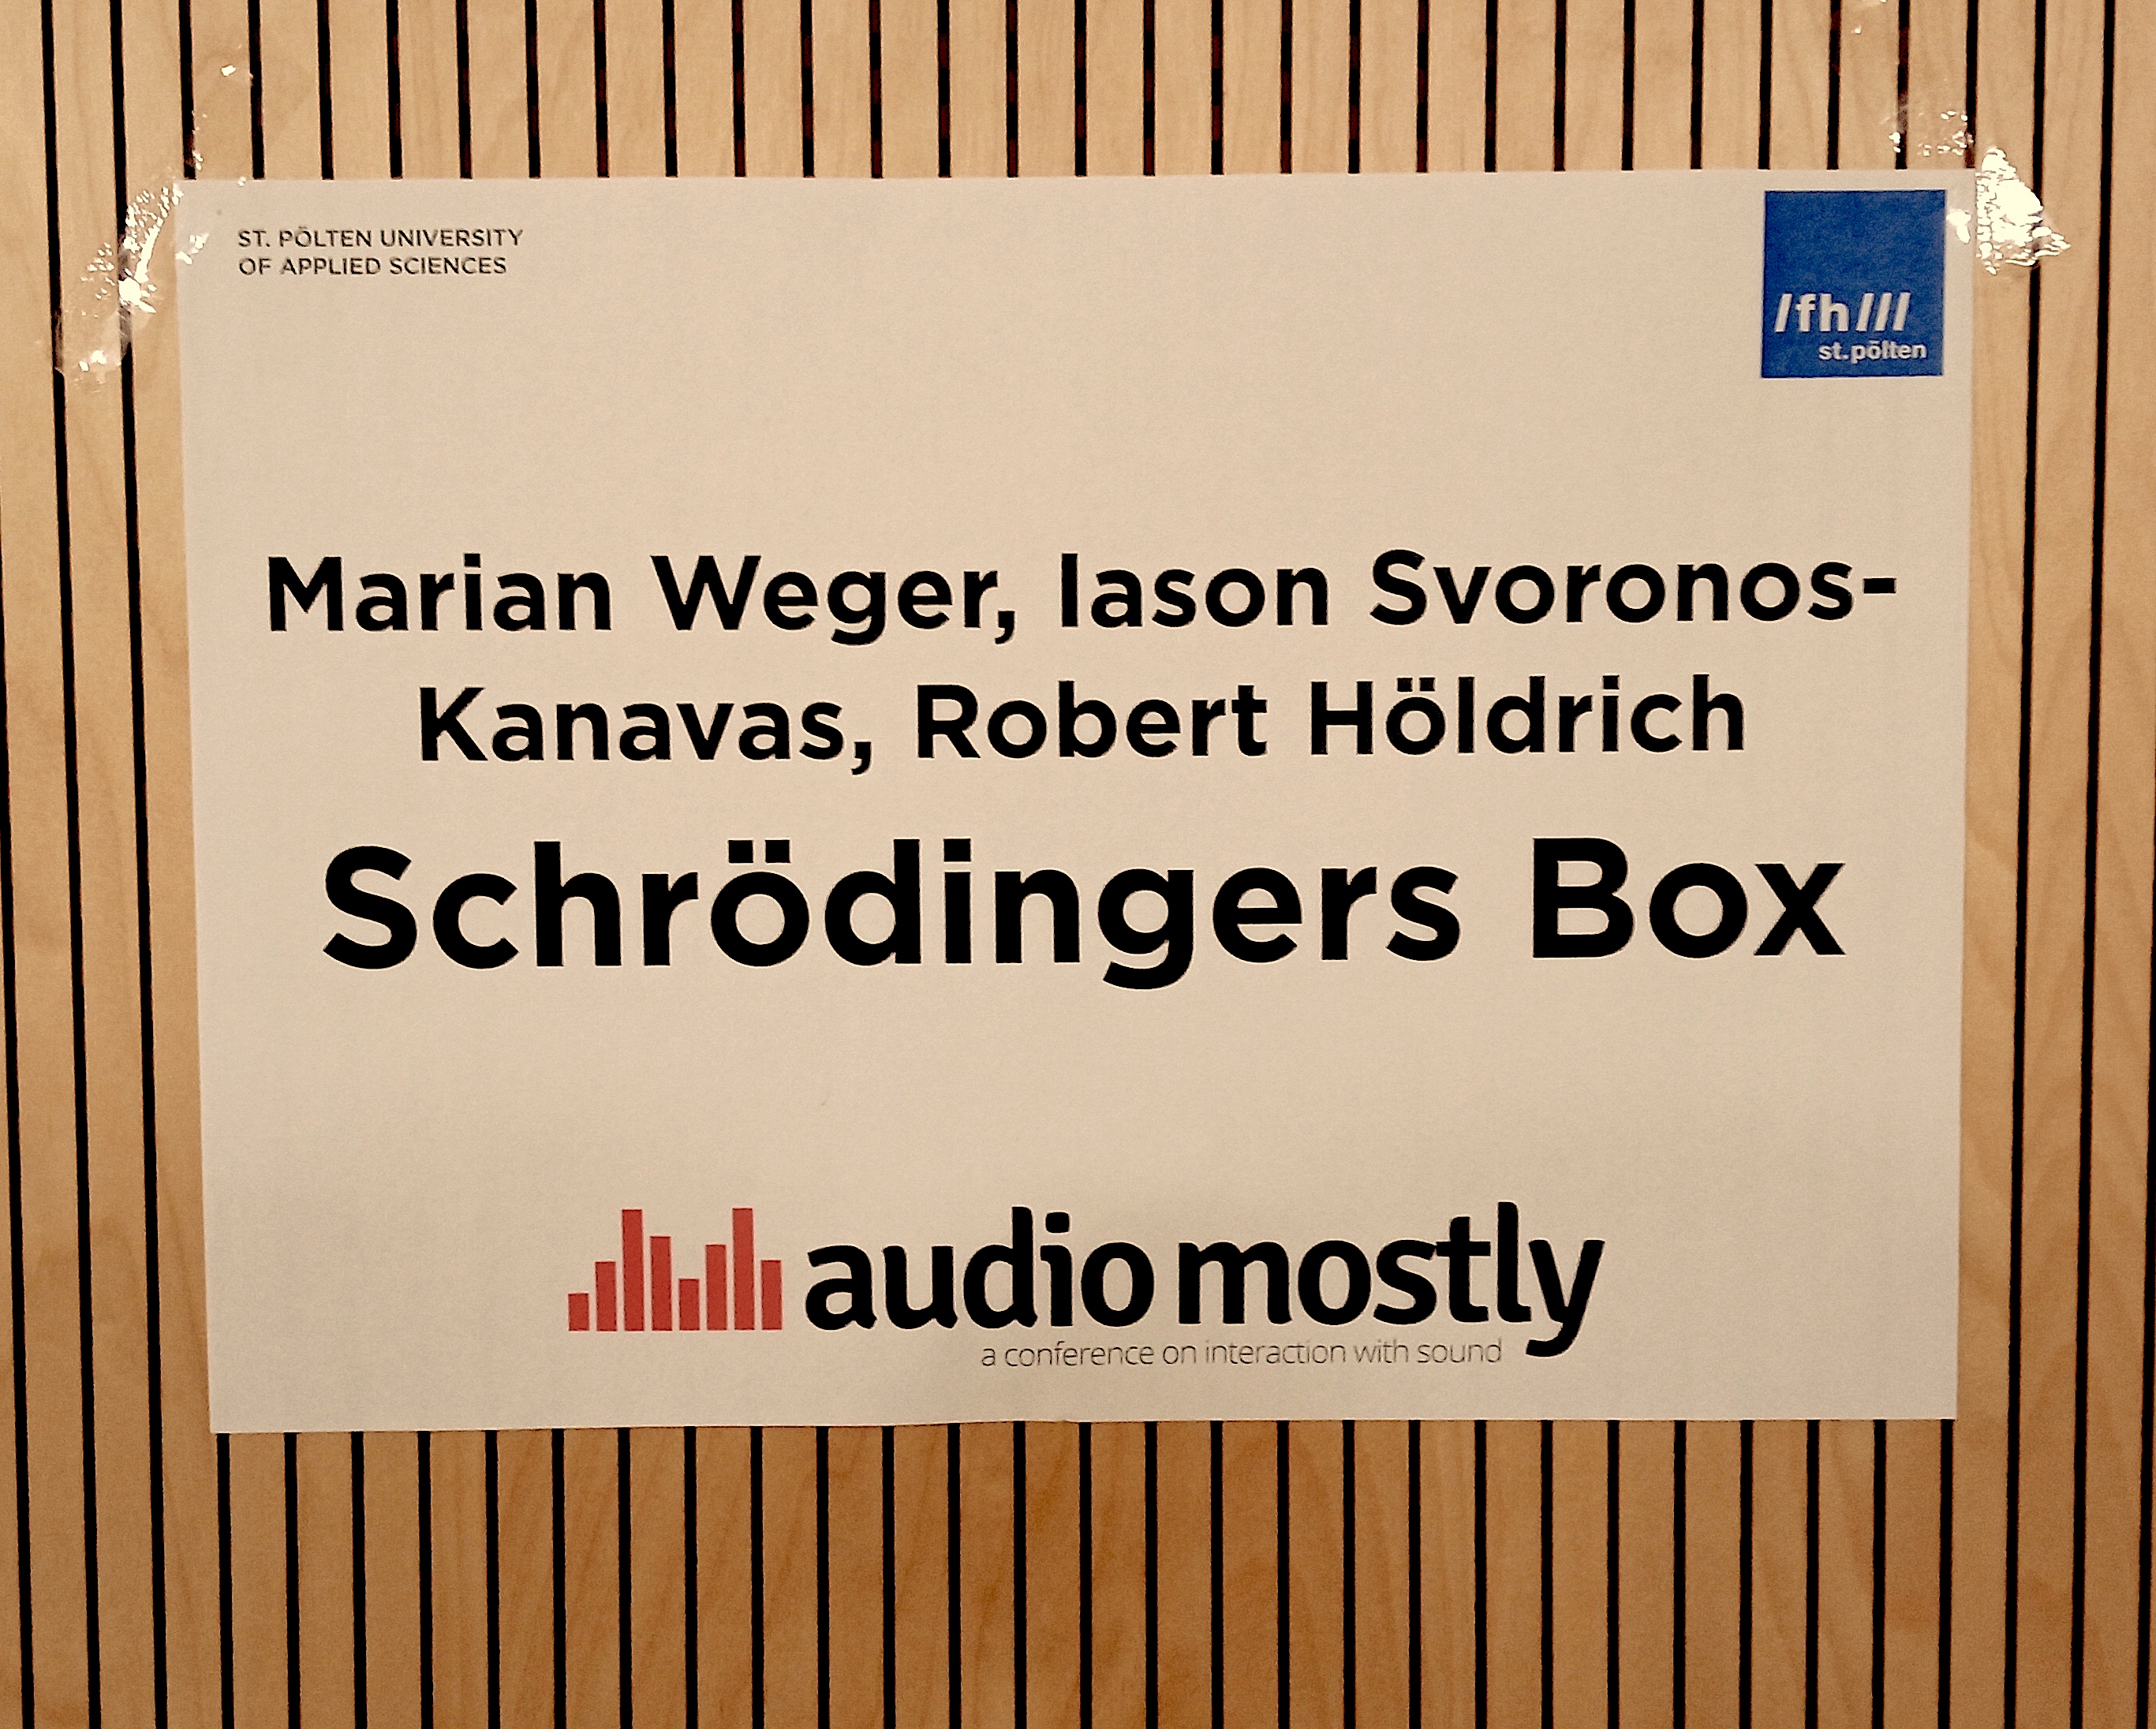 ST. PÖLTEN UNIVERSITY
OF APPLIED SCIENCES
/fh///
st.pölten
Marian Weger, Iason Svoronos-
Kanavas, Robert Höldrich
Schrödingers Box
audio mostly
a conference on interaction with sound